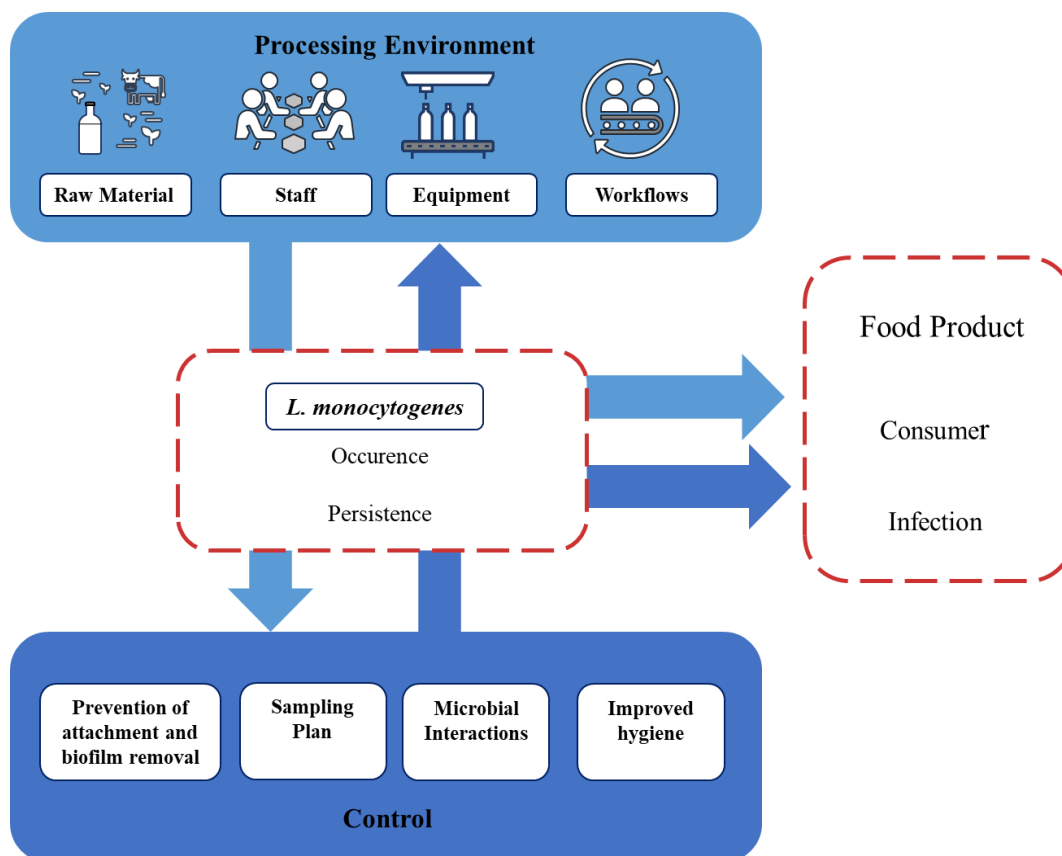 Processing Environment
Raw Material
Staff
Equipment
Workflows
L. monocytogenes
Occurence
Persistence
Food Product
Consumer
Infection
Prevention of
attachment and
biofilm removal
Sampling
Plan
Microbial
Interactions
Improved
hygiene
Control